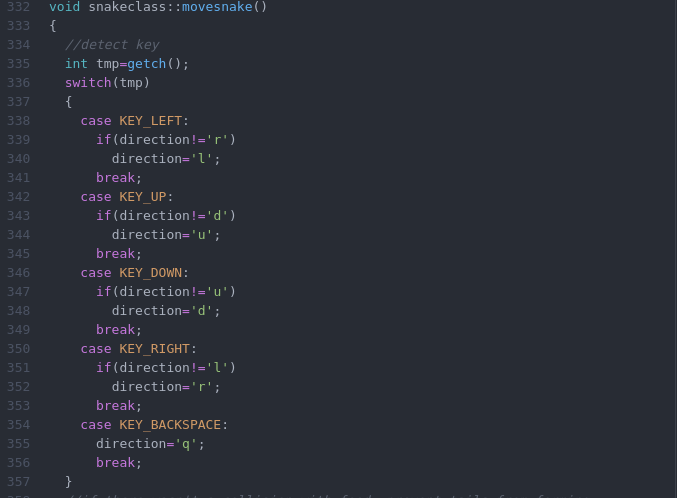 332 void snakeclass::movesnake()
333 {
334 //detect key
335 int tmp=getch();
336 switch(tmp)
337 {
338 case KEY_LEFT:
339 if(direction!='r')
340 direction='l';
341 break;
342 case KEY_UP:
343 if(direction!='d')
344 direction='u';
345 break;
346 case KEY_DOWN:
347 if(direction!='u')
348 direction='d';
349 break;
350 case KEY_RIGHT:
351 if(direction!='l')
352 direction='r';
353 break;
354 case KEY_BACKSPACE:
355 direction='q';
356 break;
357 }